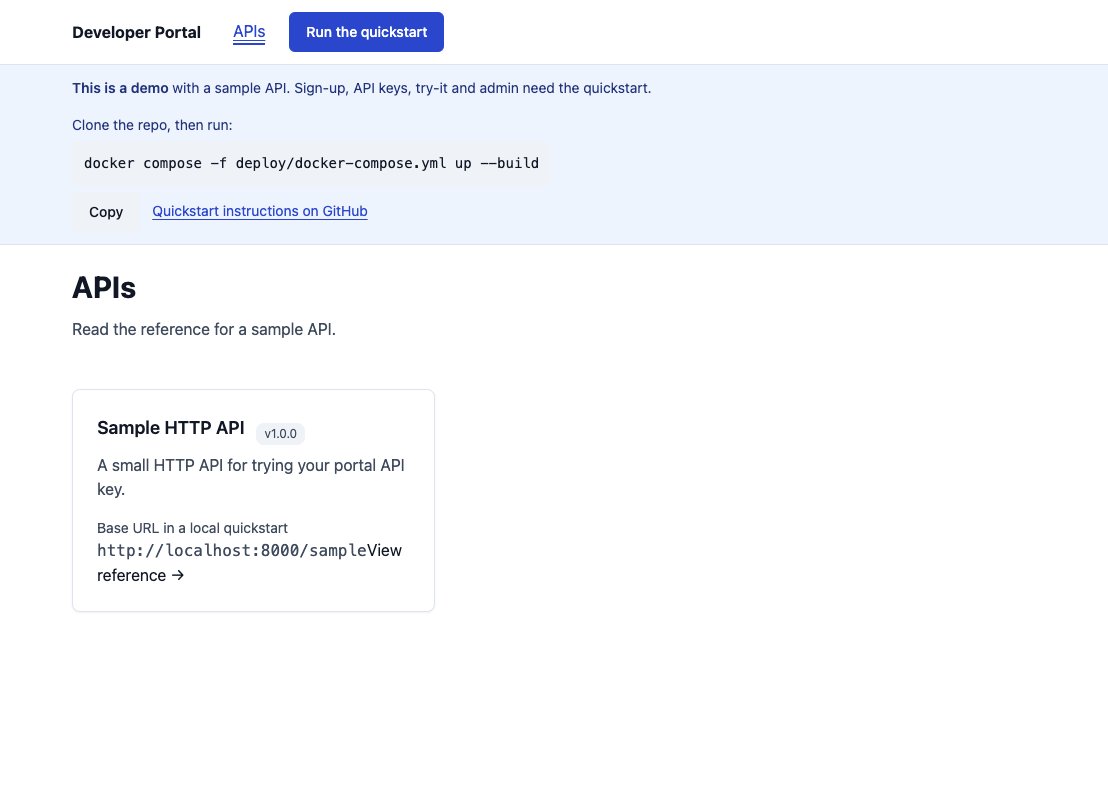 Developer Portal APIs Run the quickstart
This is a demo with a sample API. Sign-up, API keys, try-it and admin need the quickstart.
Clone the repo, then run:
docker compose -f deploy/docker-compose.yml up --build
Copy Quickstart instructions on GitHub
APIs
Read the reference for a sample API.
Sample HTTP API v1.0.0
A small HTTP API for trying your portal API
key.
Base URL in a local quickstart
http://localhost:8000/sampleView
reference →